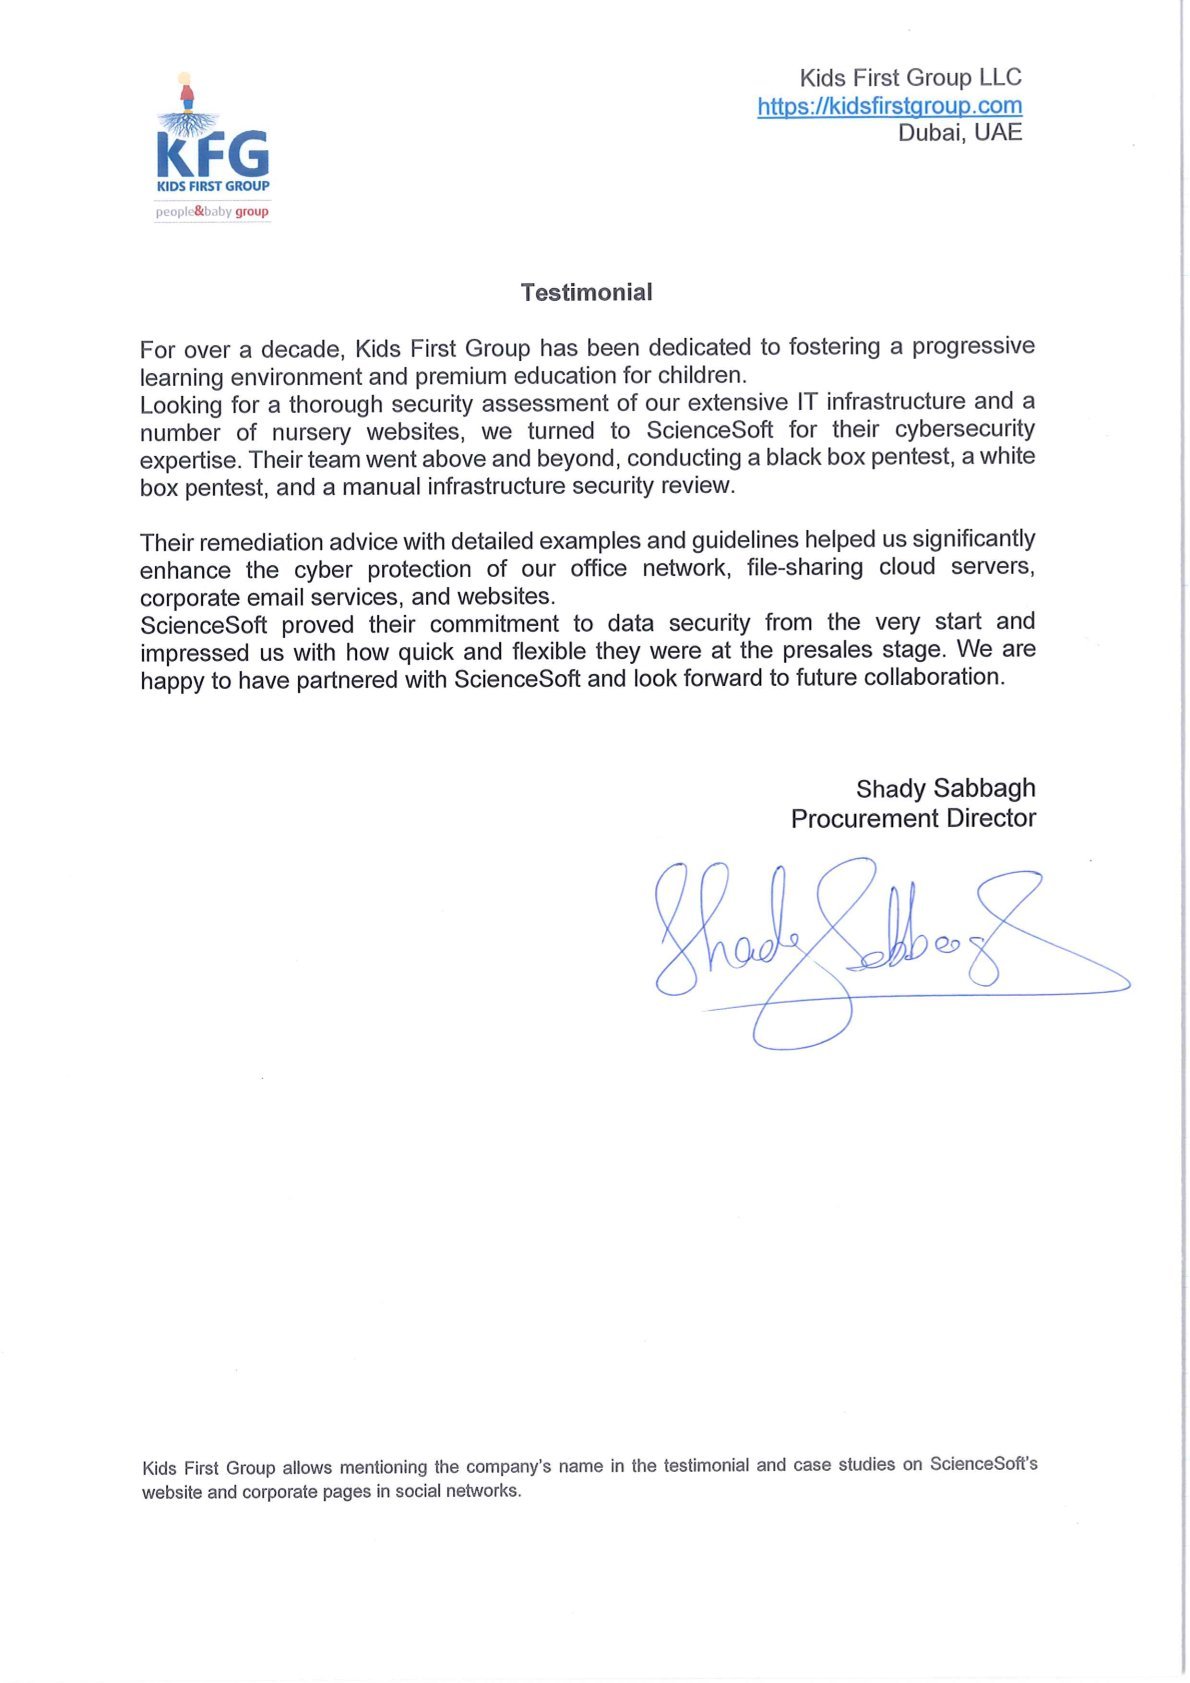 KFG
KIDS FIRST GROUP
people&baby group
Kids First Group LLC
https://kidsfirstgroup.com
Dubai, UAE
Testimonial
For over a decade, Kids First Group has been dedicated to fostering a progressive
learning environment and premium education for children.
Looking for a thorough security assessment of our extensive IT infrastructure and a
number of nursery websites, we turned to ScienceSoft for their cybersecurity
expertise. Their team went above and beyond, conducting a black box pentest, a white
box pentest, and a manual infrastructure security review.
Their remediation advice with detailed examples and guidelines helped us significantly
enhance the cyber protection of our office network, file-sharing cloud servers,
corporate email services, and websites.
ScienceSoft proved their commitment to data security from the very start and
impressed us with how quick and flexible they were at the presales stage. We are
happy to have partnered with ScienceSoft and look forward to future collaboration.
Shady Sabbagh
Procurement Director
Shady Sabbagh
Kids First Group allows mentioning the company's name in the testimonial and case studies on ScienceSoft's
website and corporate pages in social networks.